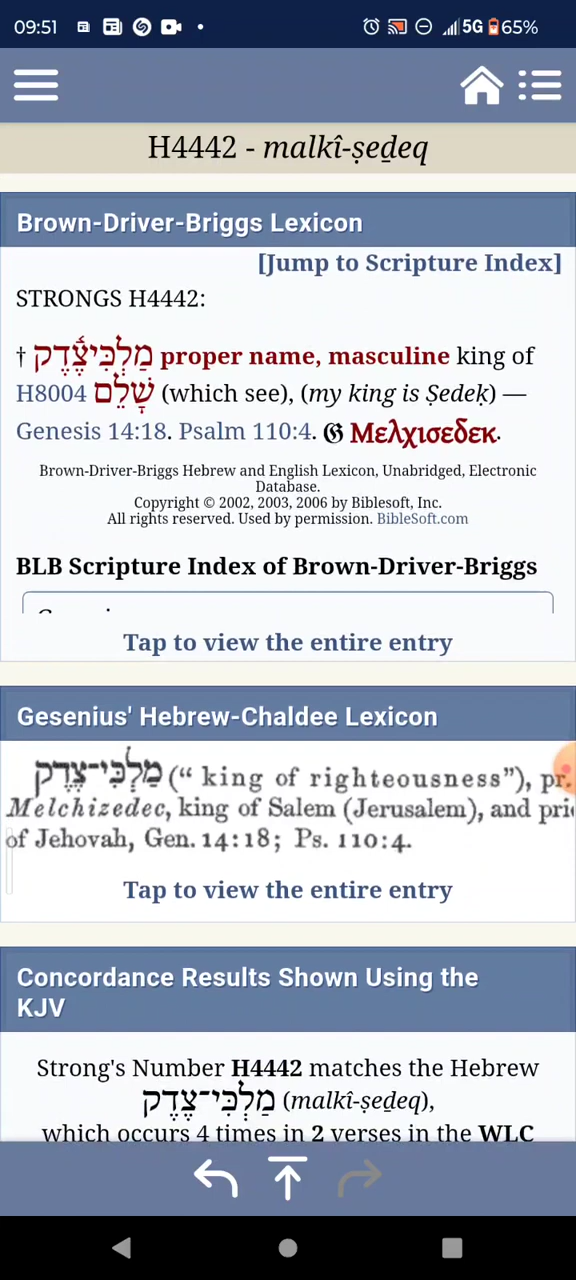 09:51
5G 65%
H4442 - malkî-ṣeḏeq
Brown-Driver-Briggs Lexicon
[Jump to Scripture Index]
STRONGS H4442:
† מַלְכִּיצֶ֫דֶק proper name, masculine king of
H8004 שָׁלֵם (which see), (my king is Ṣedeḳ) —
Genesis 14:18. Psalm 110:4. 𝔊 Μελχισεδεκ.
Brown-Driver-Briggs Hebrew and English Lexicon, Unabridged, Electronic
Database.
Copyright © 2002, 2003, 2006 by Biblesoft, Inc.
All rights reserved. Used by permission. BibleSoft.com
BLB Scripture Index of Brown-Driver-Briggs
Tap to view the entire entry
Gesenius' Hebrew-Chaldee Lexicon
מַלְכִּי־צֶדֶק (“ king of righteousness”), pr.
Melchizedec, king of Salem (Jerusalem), and
of Jehovah, Gen. 14:18; Ps. 110:4.
Tap to view the entire entry
Concordance Results Shown Using the
KJV
Strong's Number H4442 matches the Hebrew
מַלְכִּי־צֶדֶק (malkî-ṣeḏeq),
which occurs 4 times in 2 verses in the WLC